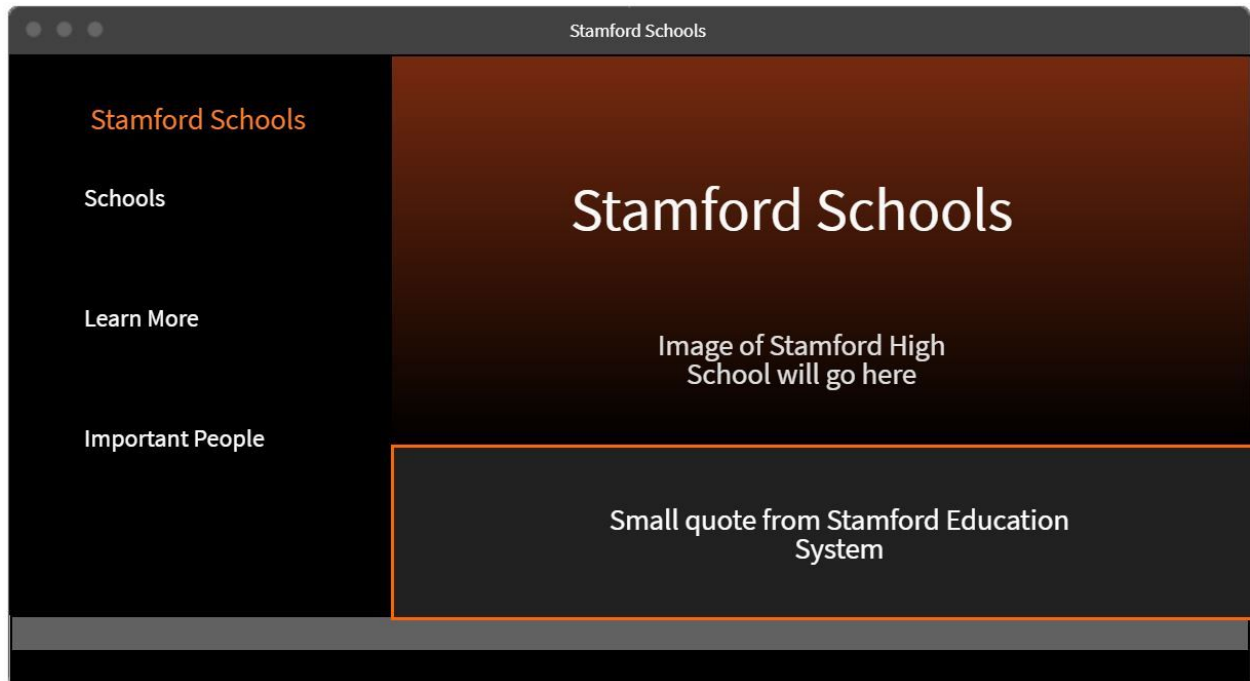 Stamford Schools
Stamford Schools
Schools
Learn More
Important People
Stamford Schools
Image of Stamford High
School will go here
Small quote from Stamford Education
System